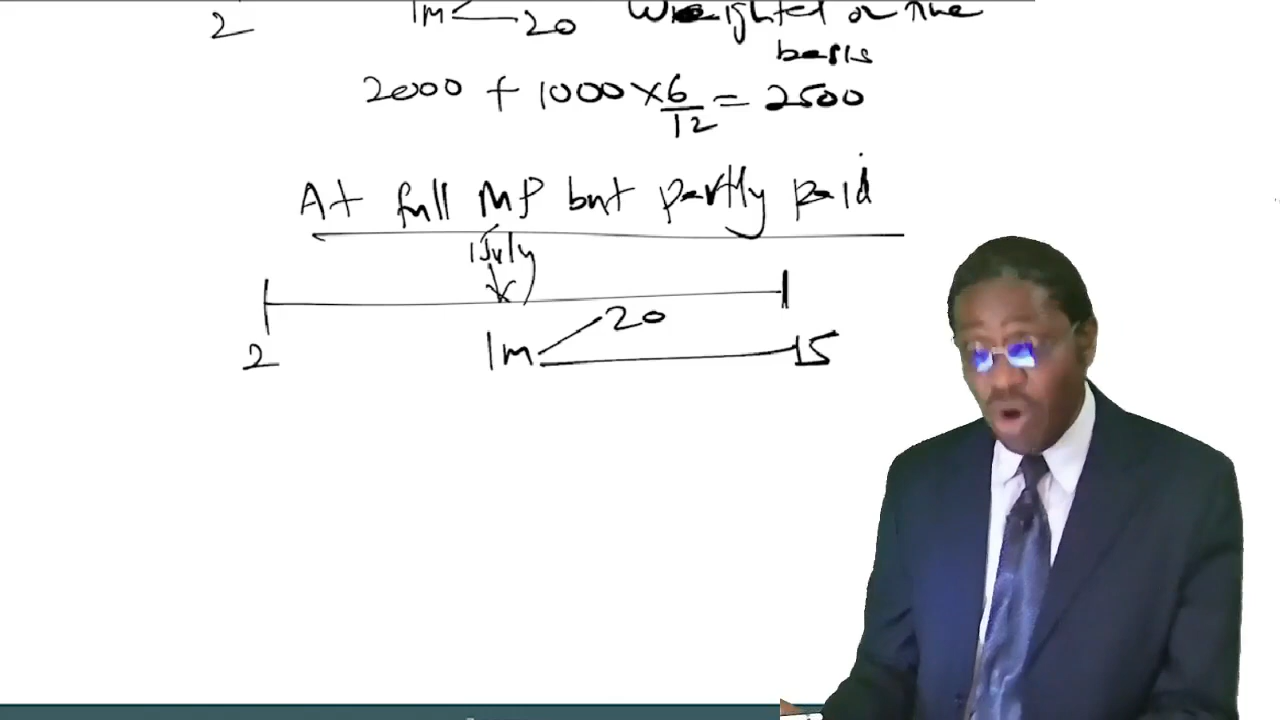 2 1m 20 Weighted on time
basis
2000 + 1000 × 6/12 = 2500
At full MP but partly paid
1 July
20
2 1m 15